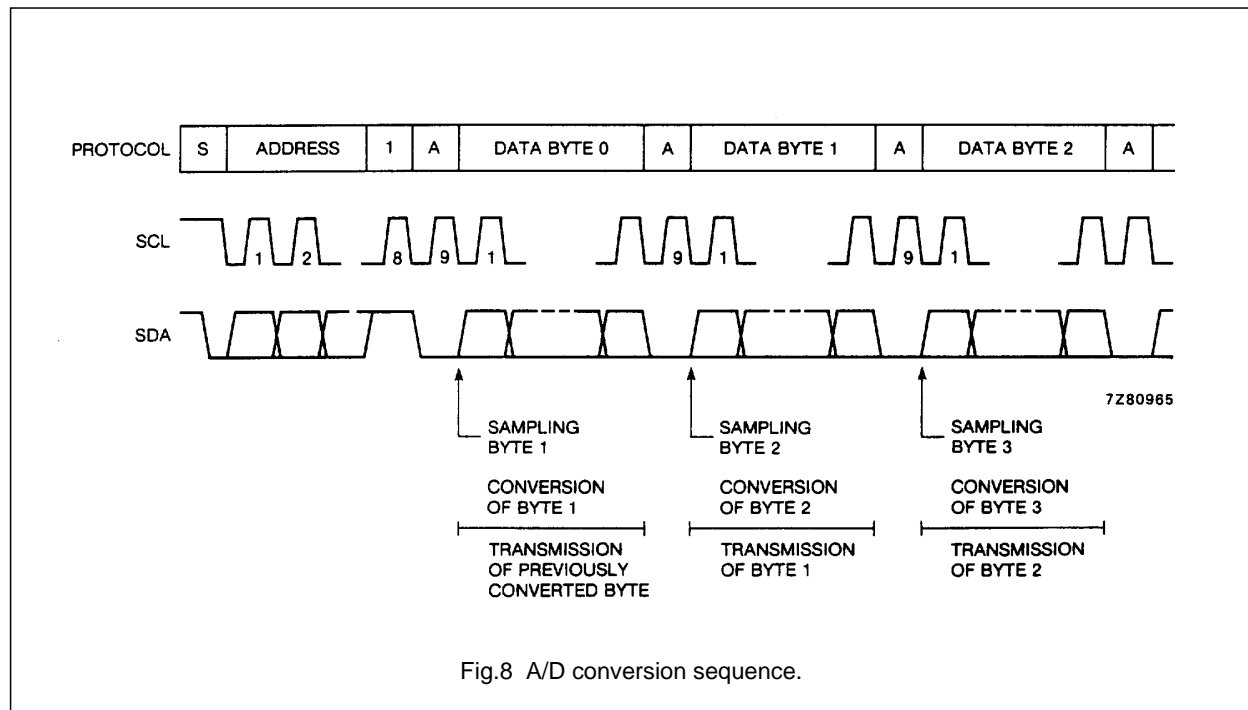 PROTOCOL S ADDRESS 1 A DATA BYTE 0 A DATA BYTE 1 A DATA BYTE 2 A
SCL 1 2 8 9 1 9 1 9 1
SDA
7Z80965
SAMPLING
BYTE 1
SAMPLING
BYTE 2
SAMPLING
BYTE 3
CONVERSION
OF BYTE 1
CONVERSION
OF BYTE 2
CONVERSION
OF BYTE 3
TRANSMISSION
OF PREVIOUSLY
CONVERTED BYTE
TRANSMISSION
OF BYTE 1
TRANSMISSION
OF BYTE 2
Fig.8 A/D conversion sequence.